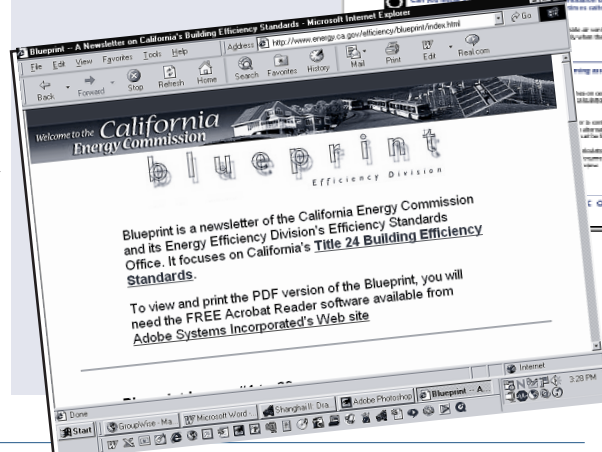 Blueprint -- A Newsletter on California's Building Efficiency Standards - Microsoft Internet Explorer
File Edit View Favorites Tools Help
Address http://www.energy.ca.gov/efficiency/blueprint/index.html
Go
Back Forward Stop Refresh Home Search Favorites History Mail Print Edit Real.com
Welcome to the California
Energy Commission
blueprint
Efficiency Division
Blueprint is a newsletter of the California Energy Commission
and its Energy Efficiency Division's Efficiency Standards
Office. It focuses on California's Title 24 Building Efficiency
Standards.
To view and print the PDF version of the Blueprint, you will
need the FREE Acrobat Reader software available from
Adobe Systems Incorporated's Web site
Done
Internet
Start GroupWise - Ma... Microsoft Word - Shanghai II: Dra... Adobe Photoshop Blueprint -- A...
3:28 PM